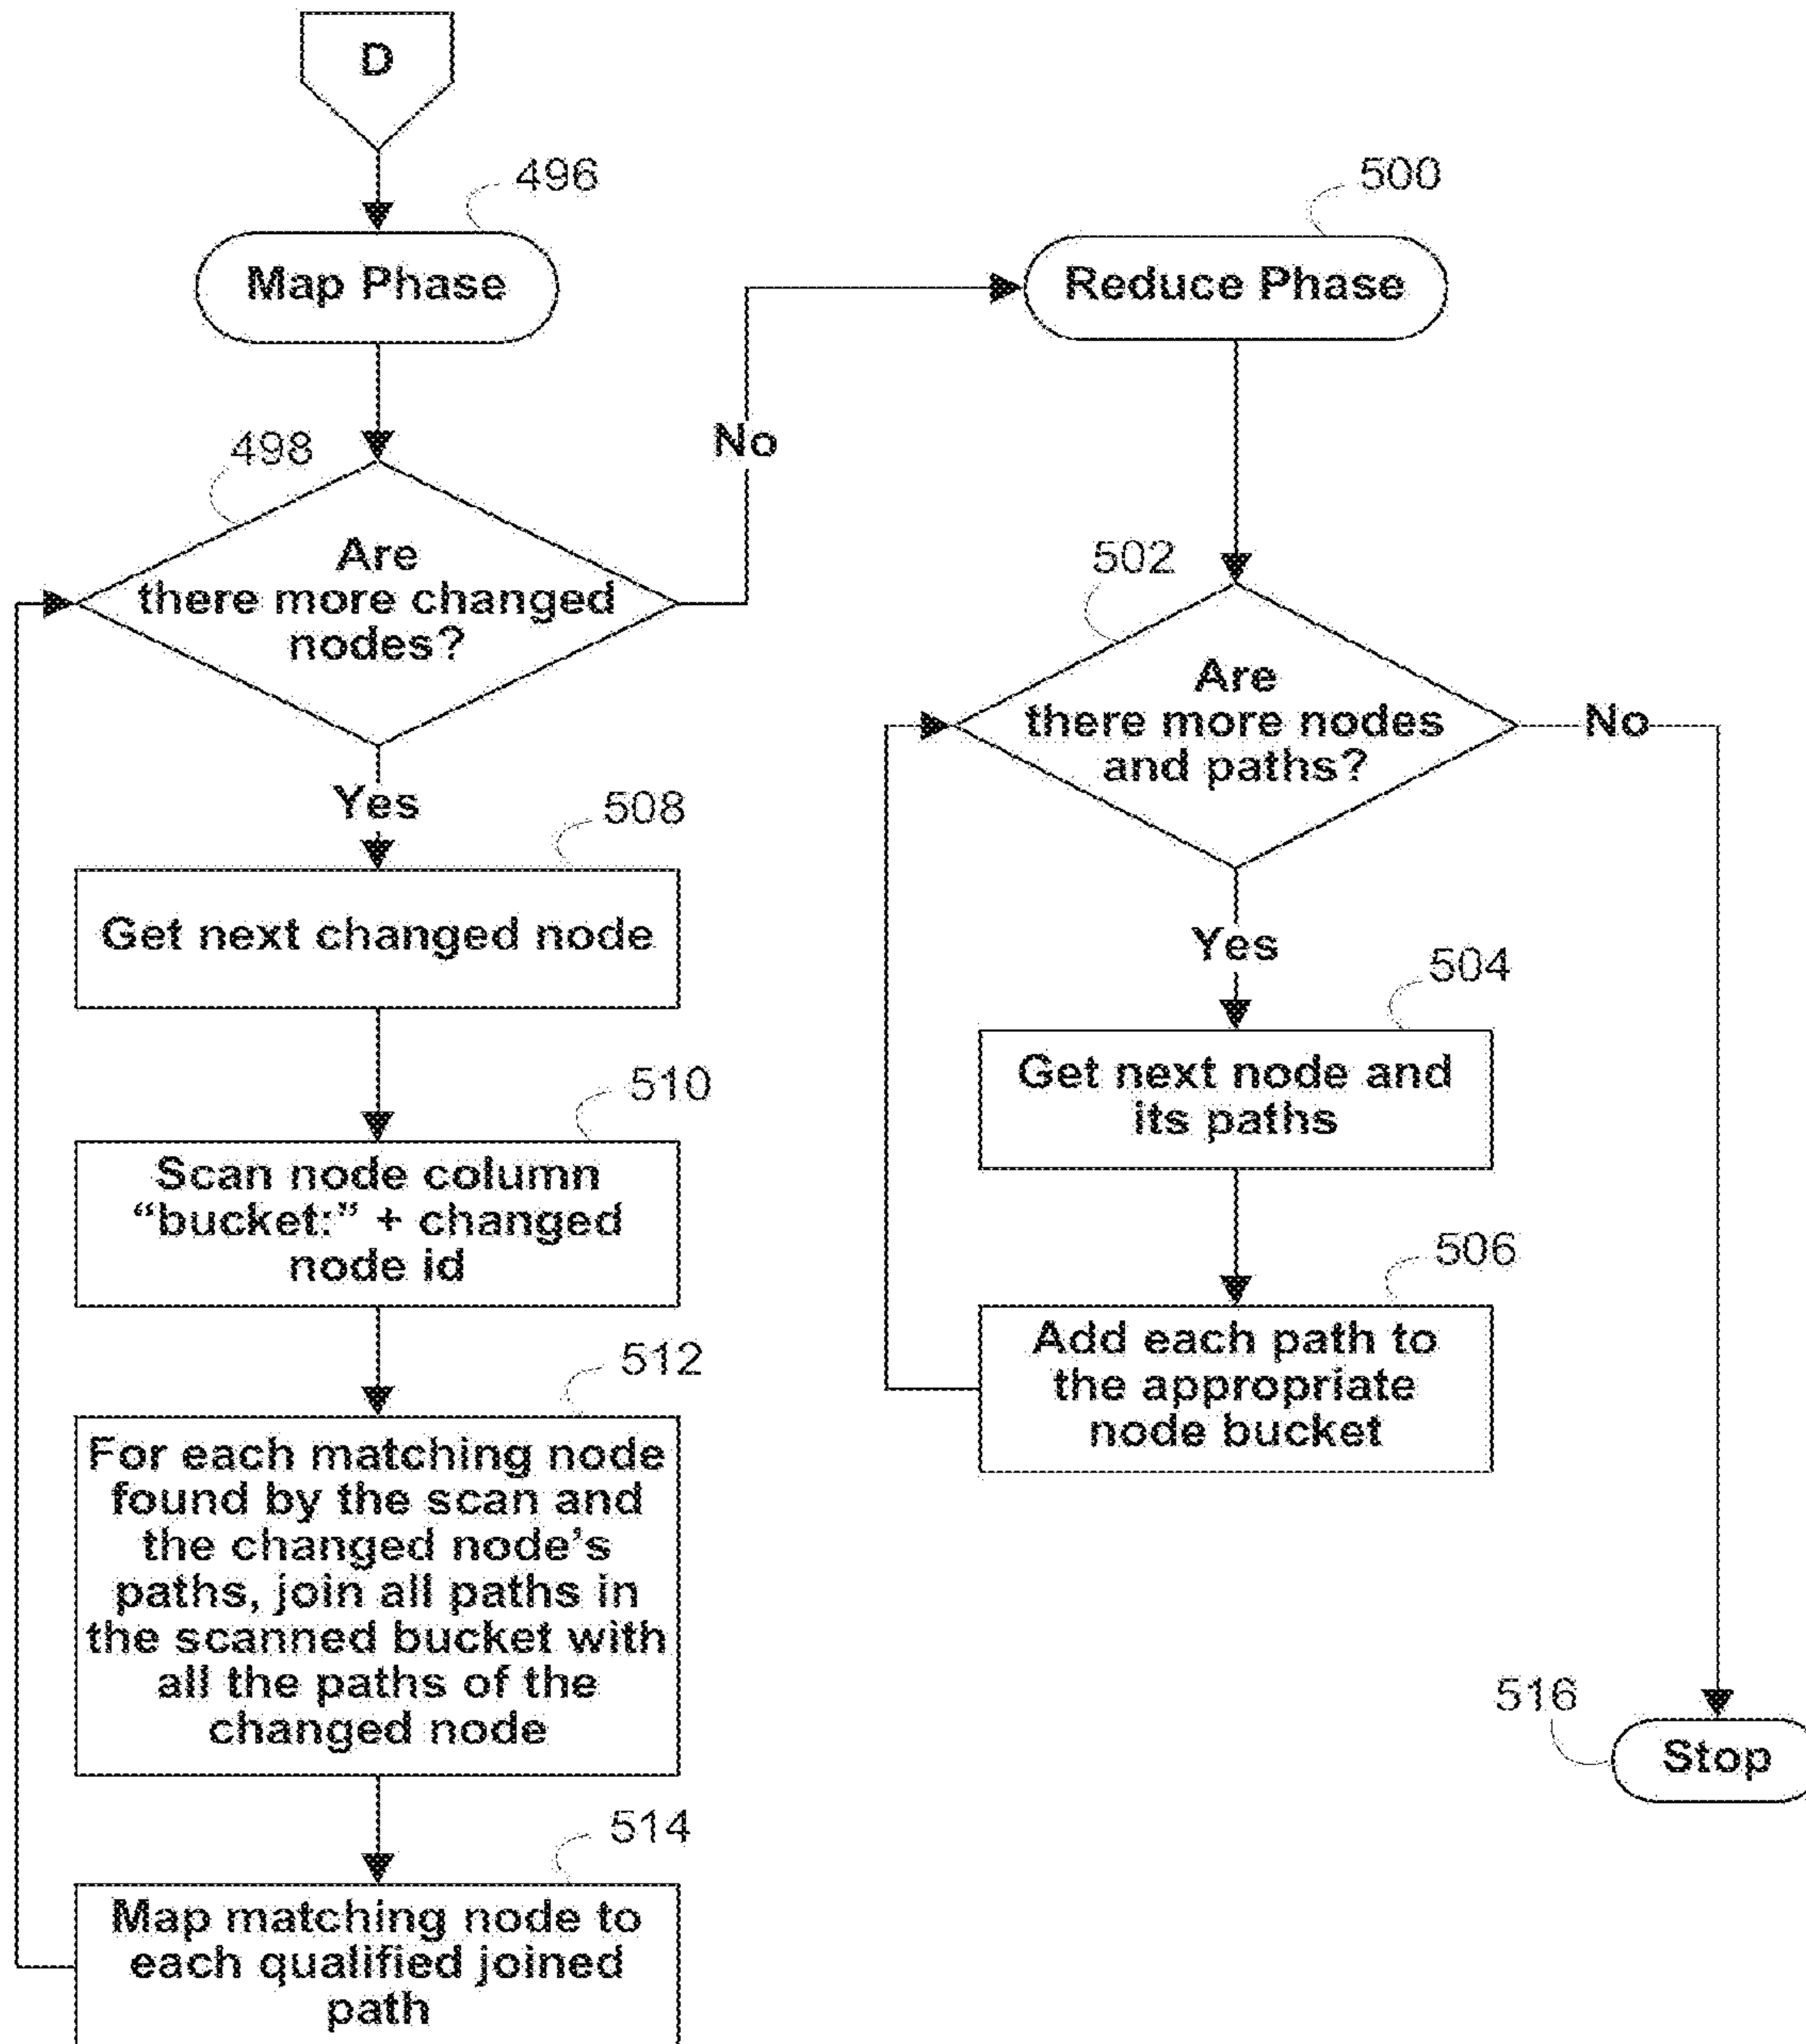 D
496
Map Phase
498
Are
there more changed
nodes?
No
Yes
508
Get next changed node
510
Scan node column
“bucket:” + changed
node id
512
For each matching node
found by the scan and
the changed node’s
paths, join all paths in
the scanned bucket with
all the paths of the
changed node
514
Map matching node to
each qualified joined
path
500
Reduce Phase
502
Are
there more nodes
and paths?
No
Yes
504
Get next node and
its paths
506
Add each path to
the appropriate
node bucket
516
Stop